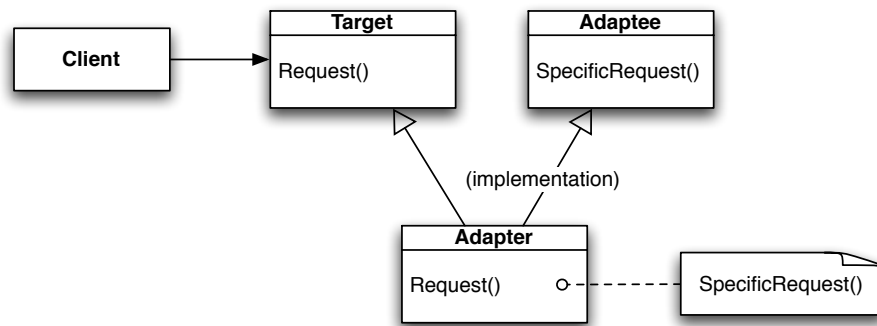 Client
Target
Request()
Adaptee
SpecificRequest()
(implementation)
Adapter
Request()
SpecificRequest()